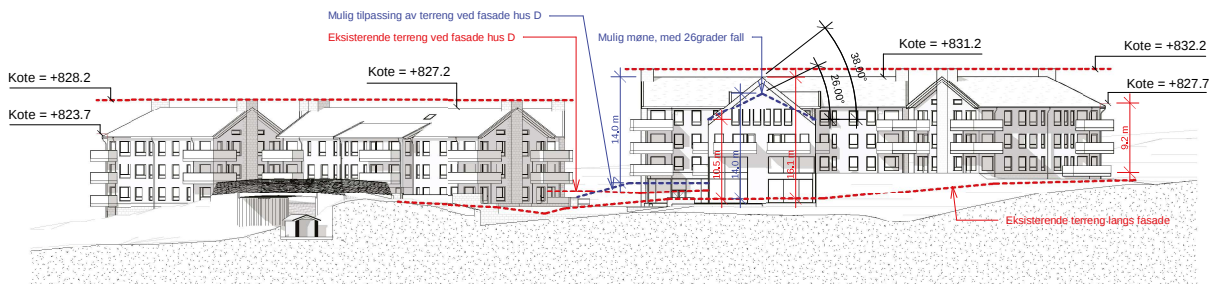 Mulig tilpassing av terreng ved fasade hus D
Eksisterende terreng ved fasade hus D
Mulig møne, med 26grader fall
Kote = +831.2
Kote = +832.2
Kote = +828.2
Kote = +827.2
38.00°
26.00°
Kote = +827.7
Kote = +823.7
14,0 m
10,5 m
14,0 m
16,1 m
9,2 m
Eksisterende terreng langs fasade